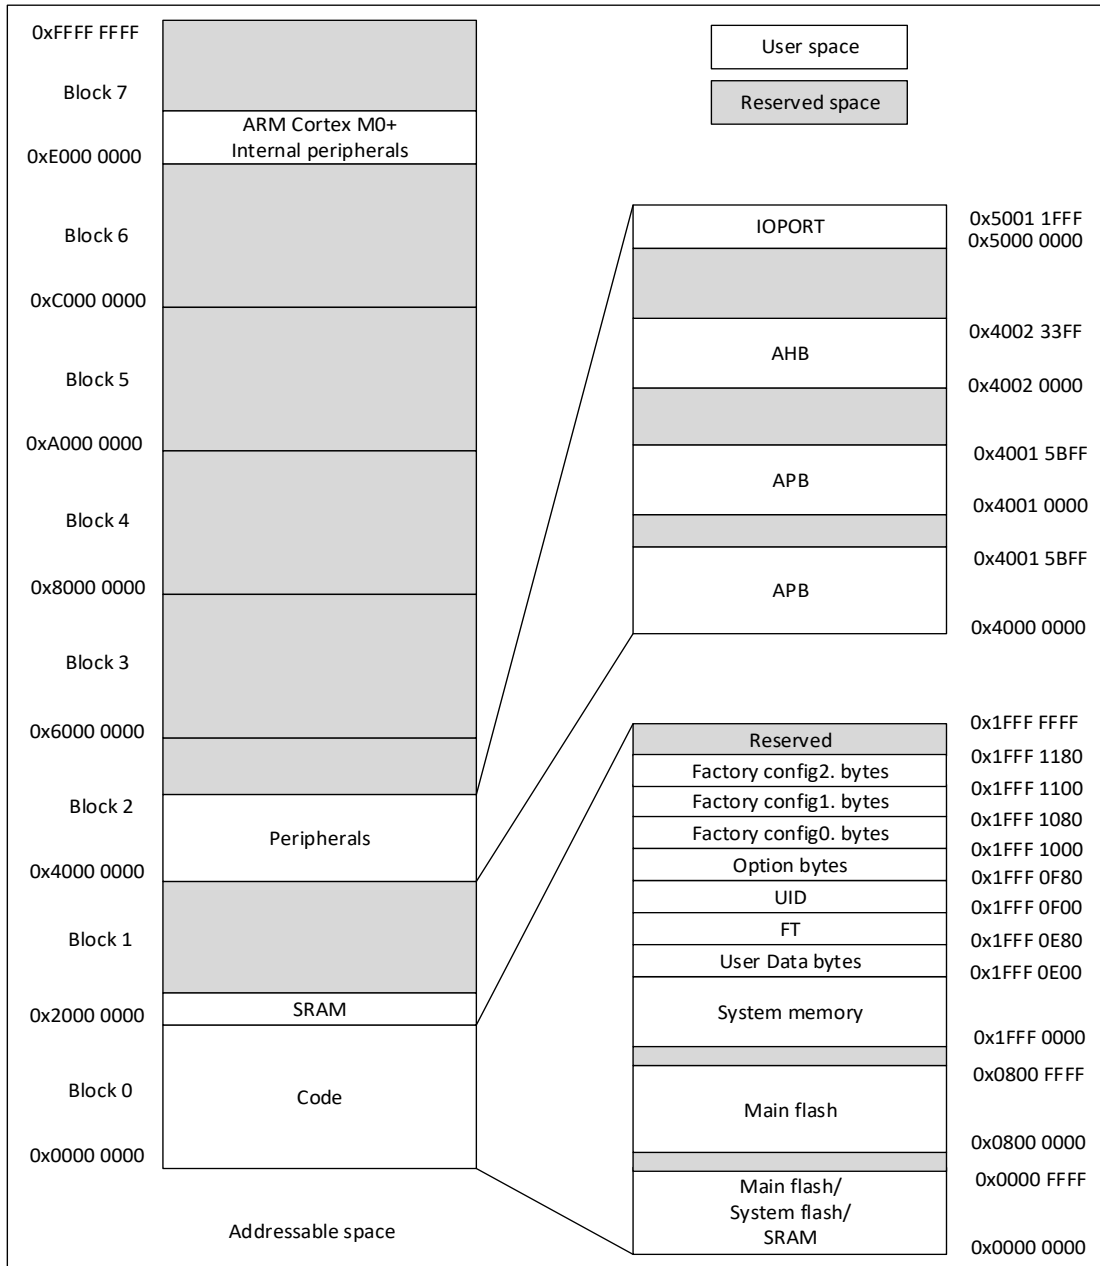 0xFFFF FFFF
Block 7
ARM Cortex M0+
Internal peripherals
0xE000 0000
Block 6
0xC000 0000
Block 5
0xA000 0000
Block 4
0x8000 0000
Block 3
0x6000 0000
Block 2
Peripherals
0x4000 0000
Block 1
SRAM
0x2000 0000
Block 0
Code
0x0000 0000
Addressable space
User space
Reserved space
IOPORT
0x5001 1FFF
0x5000 0000
0x4002 33FF
AHB
0x4002 0000
0x4001 5BFF
APB
0x4001 0000
0x4001 5BFF
APB
0x4000 0000
0x1FFF FFFF
Reserved
0x1FFF 1180
Factory config2. bytes
0x1FFF 1100
Factory config1. bytes
0x1FFF 1080
Factory config0. bytes
0x1FFF 1000
Option bytes
0x1FFF 0F80
UID
0x1FFF 0F00
FT
0x1FFF 0E80
User Data bytes
0x1FFF 0E00
System memory
0x1FFF 0000
0x0800 FFFF
Main flash
0x0800 0000
0x0000 FFFF
Main flash/
System flash/
SRAM
0x0000 0000